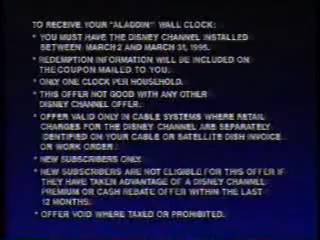 TO RECEIVE YOUR "ALADDIN" WALL CLOCK:
* YOU MUST HAVE THE DISNEY CHANNEL INSTALLED
BETWEEN MARCH 2 AND MARCH 31, 1995.
* REDEMPTION INFORMATION WILL BE INCLUDED ON
THE COUPON MAILED TO YOU.
* ONLY ONE CLOCK PER HOUSEHOLD.
* THIS OFFER NOT GOOD WITH ANY OTHER
DISNEY CHANNEL OFFER.
* OFFER VALID ONLY IN CABLE SYSTEMS WHERE RETAIL
CHARGES FOR THE DISNEY CHANNEL ARE SEPARATELY
IDENTIFIED ON YOUR CABLE OR SATELLITE DISH INVOICE
OR WORK ORDER.
* NEW SUBSCRIBERS ONLY.
* NEW SUBSCRIBERS ARE NOT ELIGIBLE FOR THIS OFFER IF
THEY HAVE TAKEN ADVANTAGE OF A DISNEY CHANNEL
PREMIUM OR CASH REBATE OFFER WITHIN THE LAST
12 MONTHS.
* OFFER VOID WHERE TAXED OR PROHIBITED.